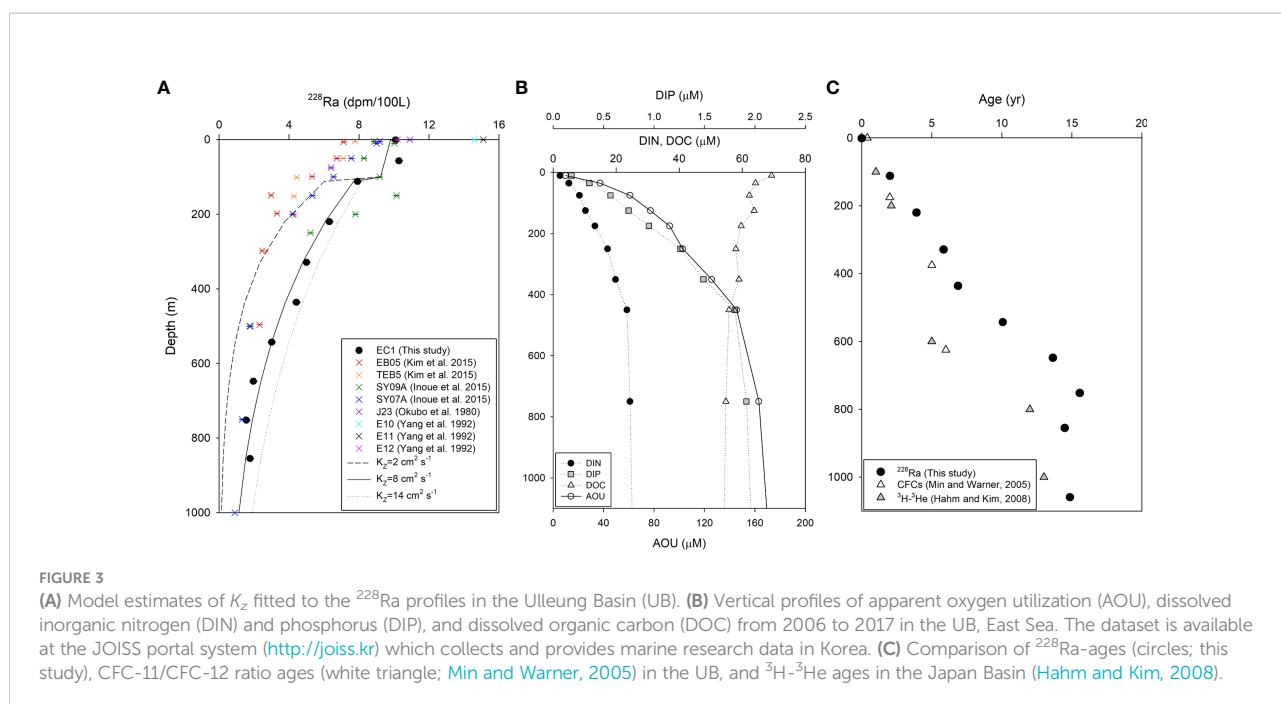 A
²²⁸Ra (dpm/100L)
0 4 8 12 16
0
200
400
600
800
1000
Depth (m)
EC1 (This study)
EB05 (Kim et al. 2015)
TEB5 (Kim et al. 2015)
SY09A (Inoue et al. 2015)
SY07A (Inoue et al. 2015)
J23 (Okubo et al. 1980)
E10 (Yang et al. 1992)
E11 (Yang et al. 1992)
E12 (Yang et al. 1992)
K_Z=2 cm² s⁻¹
K_Z=8 cm² s⁻¹
K_Z=14 cm² s⁻¹
B
DIP (μM)
0.0 0.5 1.0 1.5 2.0 2.5
DIN, DOC (μM)
0 20 40 60 80
0
200
400
600
800
1000
DIN
DIP
DOC
AOU
0 40 80 120 160 200
AOU (μM)
C
Age (yr)
0 5 10 15 20
0
200
400
600
800
1000
²²⁸Ra (This study)
CFCs (Min and Warner, 2005)
³H-³He (Hahm and Kim, 2008)
FIGURE 3
(A) Model estimates of K_z fitted to the ²²⁸Ra profiles in the Ulleung Basin (UB). (B) Vertical profiles of apparent oxygen utilization (AOU), dissolved
inorganic nitrogen (DIN) and phosphorus (DIP), and dissolved organic carbon (DOC) from 2006 to 2017 in the UB, East Sea. The dataset is available
at the JOISS portal system (http://joiss.kr) which collects and provides marine research data in Korea. (C) Comparison of ²²⁸Ra-ages (circles; this
study), CFC-11/CFC-12 ratio ages (white triangle; Min and Warner, 2005) in the UB, and ³H-³He ages in the Japan Basin (Hahm and Kim, 2008).